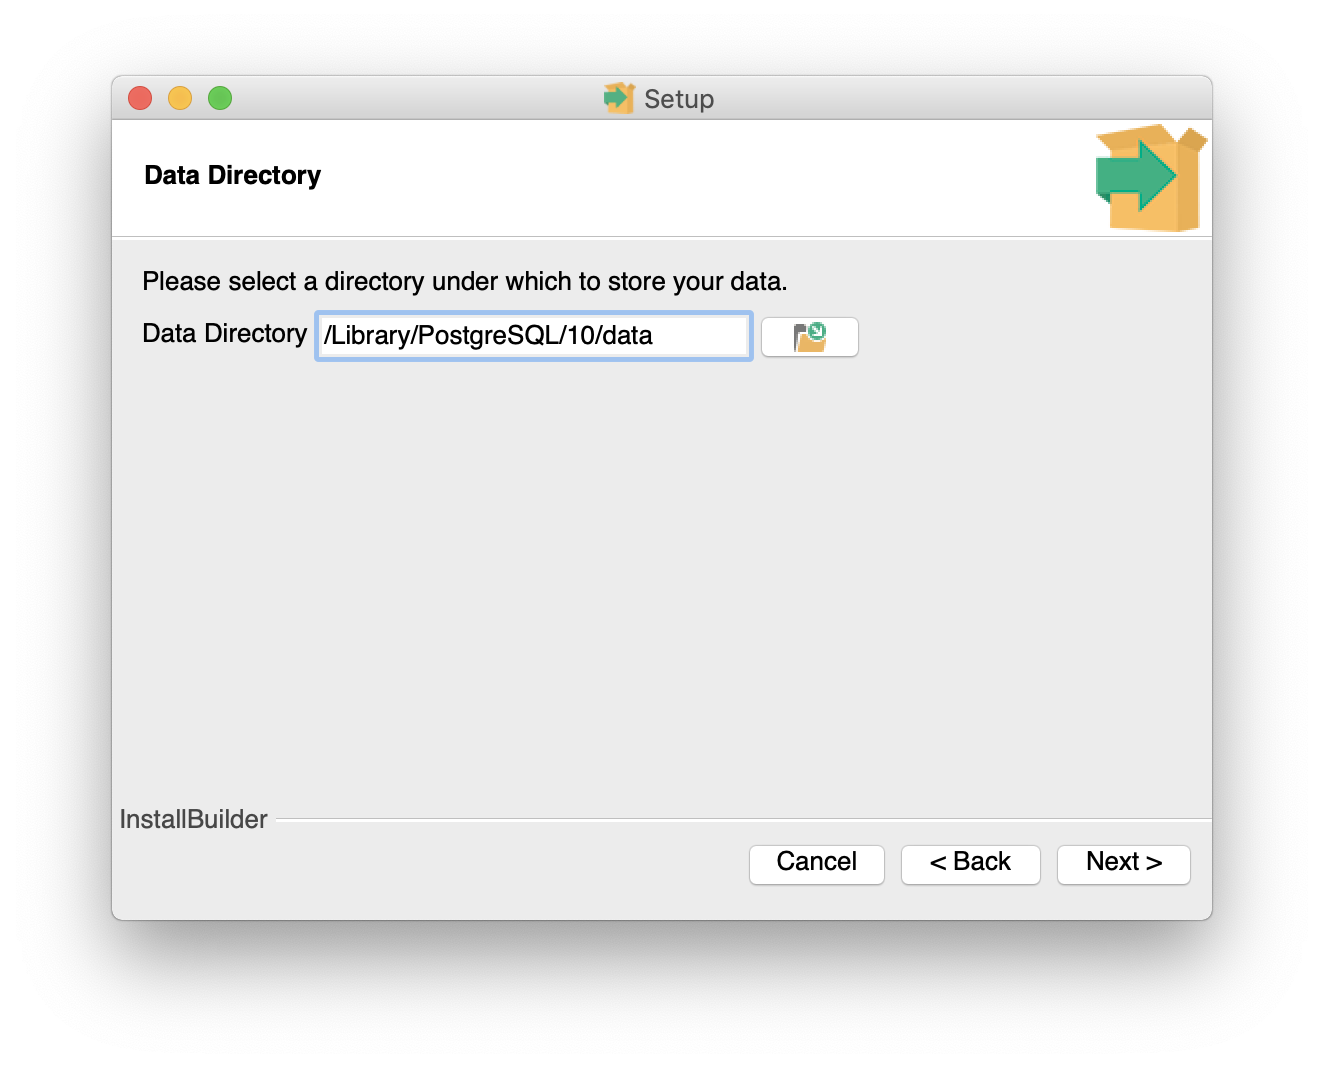 Setup
Data Directory
Please select a directory under which to store your data.
Data Directory /Library/PostgreSQL/10/data
InstallBuilder
Cancel < Back Next >